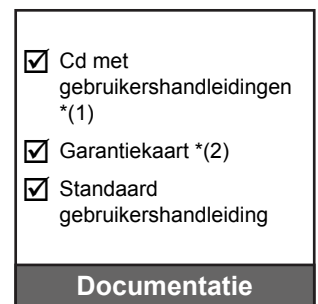 ☑ Cd met
gebruikershandleidingen
*(1)
☑ Garantiekaart *(2)
☑ Standaard
gebruikershandleiding
Documentatie